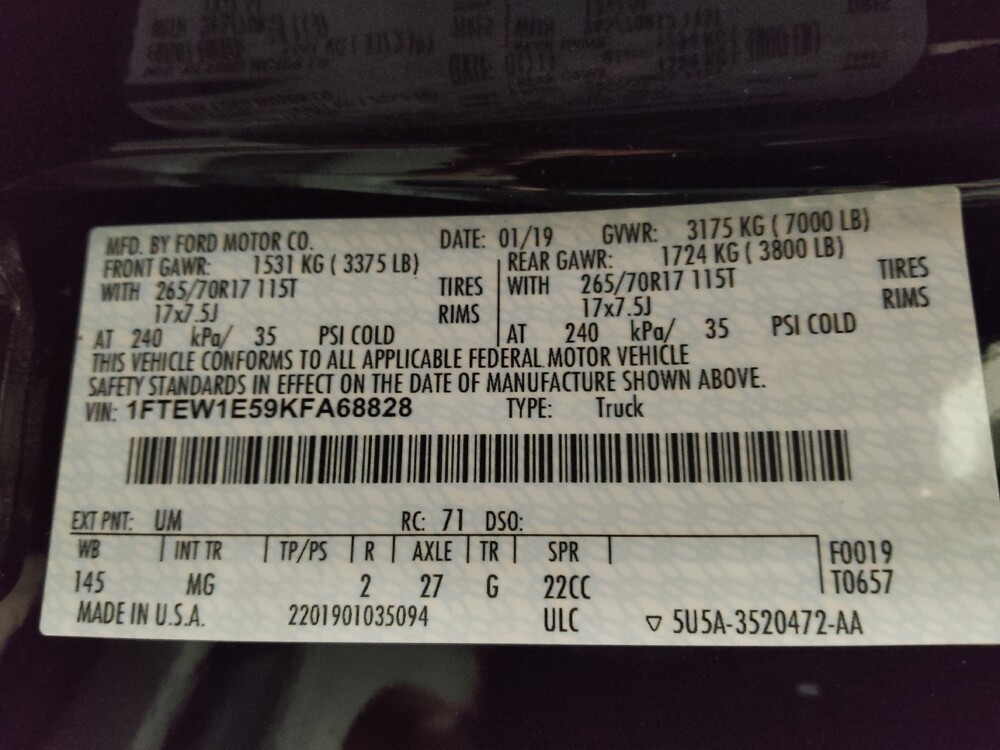 MFD. BY FORD MOTOR CO. DATE: 01/19 GVWR: 3175 KG ( 7000 LB)
FRONT GAWR: 1531 KG ( 3375 LB) REAR GAWR: 1724 KG ( 3800 LB)
WITH 265/70R17 115T TIRES WITH 265/70R17 115T TIRES
17x7.5J RIMS 17x7.5J RIMS
AT 240 kPa/ 35 PSI COLD AT 240 kPa/ 35 PSI COLD
THIS VEHICLE CONFORMS TO ALL APPLICABLE FEDERAL MOTOR VEHICLE
SAFETY STANDARDS IN EFFECT ON THE DATE OF MANUFACTURE SHOWN ABOVE.
VIN: 1FTEW1E59KFA68828 TYPE: Truck
EXT PNT: UM RC: 71 DSO:
WB INT TR TP/PS R AXLE TR SPR F0019
145 MG 2 27 G 22CC T0657
MADE IN U.S.A. 2201901035094 ULC ▽ 5U5A-3520472-AA